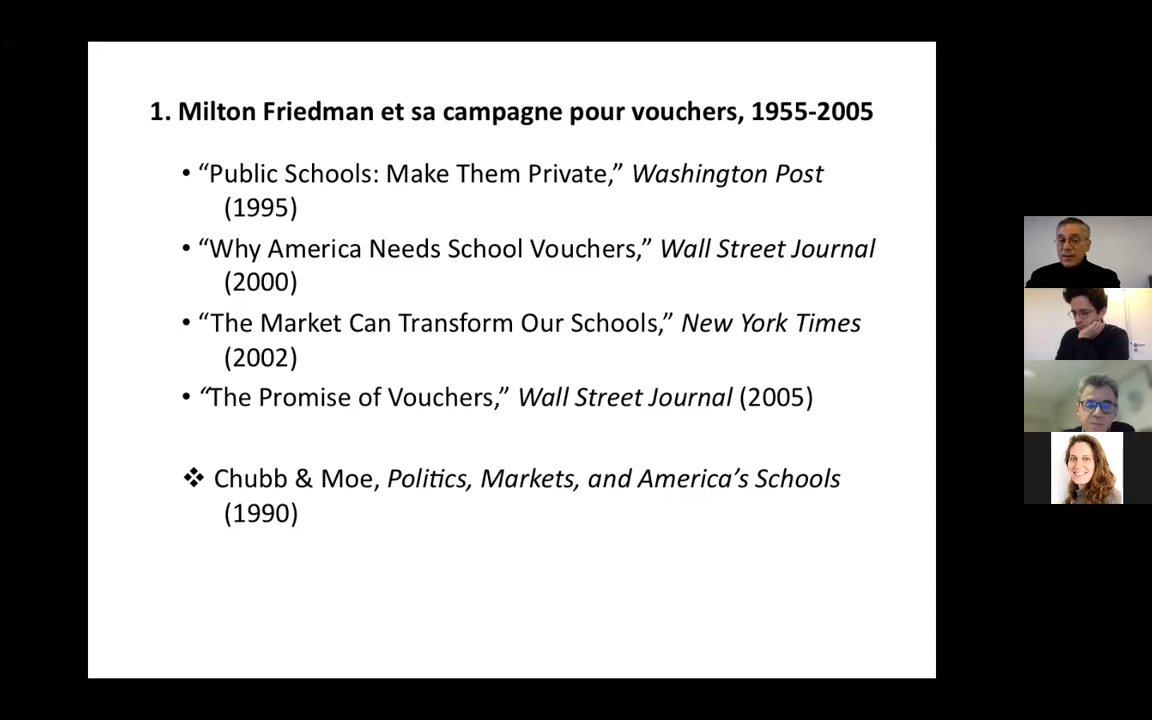 1. Milton Friedman et sa campagne pour vouchers, 1955-2005
• “Public Schools: Make Them Private,” Washington Post
(1995)
• “Why America Needs School Vouchers,” Wall Street Journal
(2000)
• “The Market Can Transform Our Schools,” New York Times
(2002)
• “The Promise of Vouchers,” Wall Street Journal (2005)
❖ Chubb & Moe, Politics, Markets, and America’s Schools
(1990)